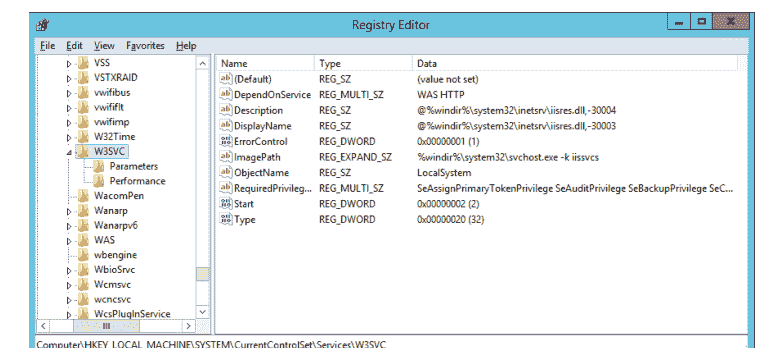 Registry Editor
File Edit View Favorites Help
VSS
VSTXRAID
vwifibus
vwififlt
vwifimp
W32Time
W3SVC
Parameters
Performance
WacomPen
Wanarp
Wanarpv6
WAS
wbengine
WbioSrvc
Wcmsvc
wcncsvc
WcsPlugInService
Name Type Data
(Default) REG_SZ (value not set)
DependOnService REG_MULTI_SZ WAS HTTP
Description REG_SZ @%windir%\system32\inetsrv\iisres.dll,-30004
DisplayName REG_SZ @%windir%\system32\inetsrv\iisres.dll,-30003
ErrorControl REG_DWORD 0x00000001 (1)
ImagePath REG_EXPAND_SZ %windir%\system32\svchost.exe -k iissvcs
ObjectName REG_SZ LocalSystem
RequiredPrivileg... REG_MULTI_SZ SeAssignPrimaryTokenPrivilege SeAuditPrivilege SeBackupPrivilege SeC...
Start REG_DWORD 0x00000002 (2)
Type REG_DWORD 0x00000020 (32)
Computer\HKEY_LOCAL_MACHINE\SYSTEM\CurrentControlSet\Services\W3SVC